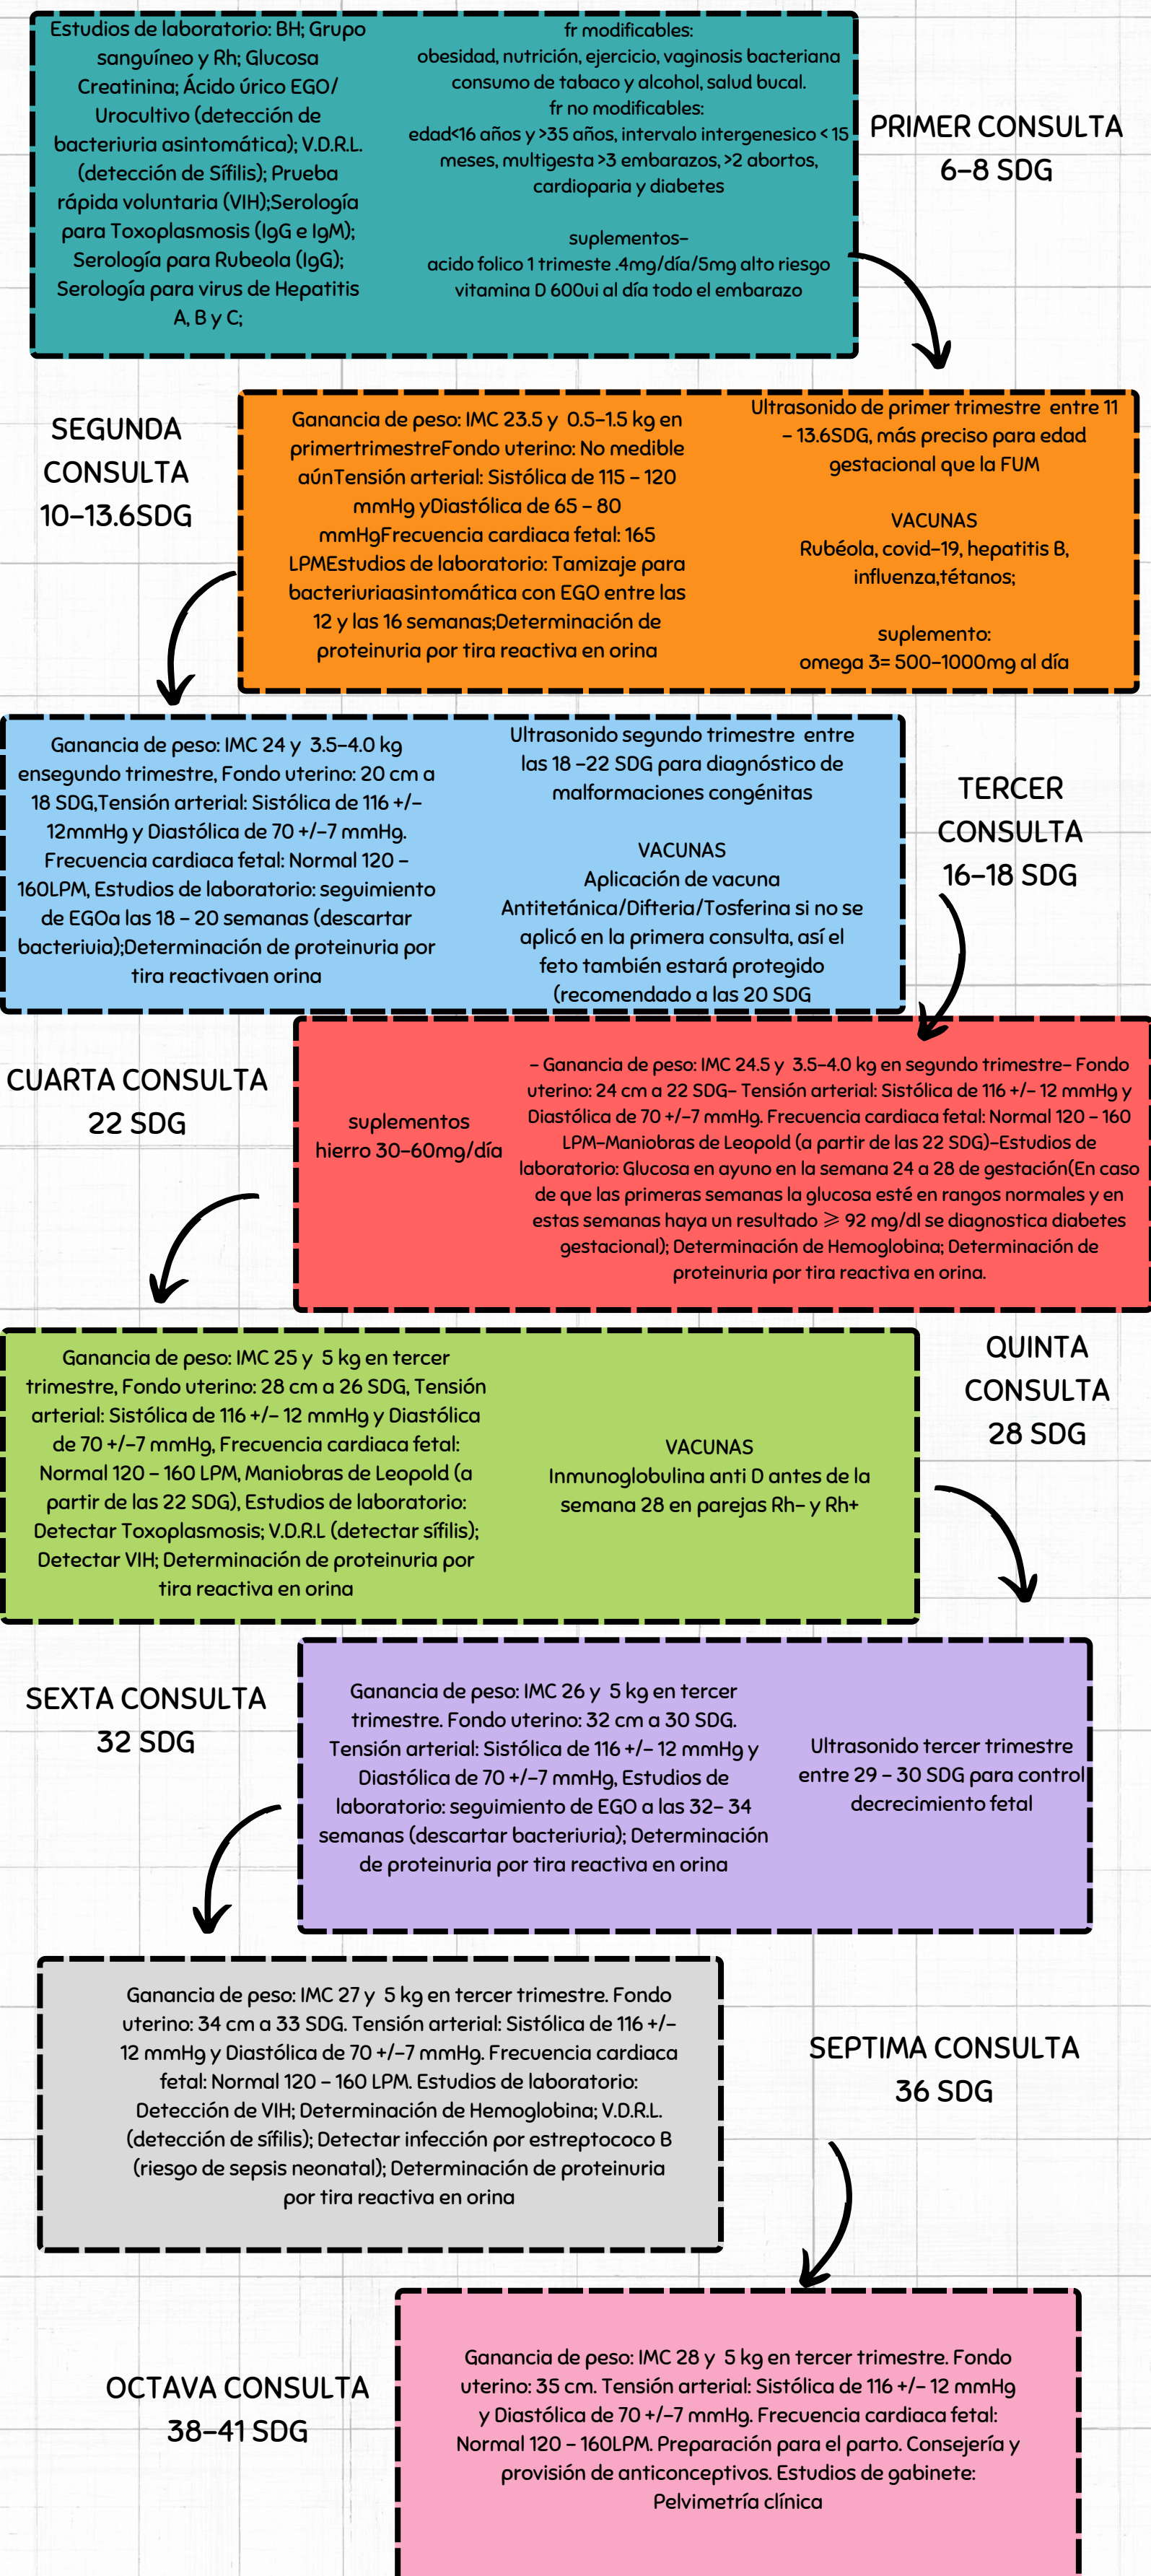 Estudios de laboratorio: BH; Grupo
sanguíneo y Rh; Glucosa
Creatinina; Ácido úrico EGO/
Urocultivo (detección de
bacteriuria asintomática); V.D.R.L.
(detección de Sífilis); Prueba
rápida voluntaria (VIH);Serología
para Toxoplasmosis (IgG e IgM);
Serología para Rubeola (IgG);
Serología para virus de Hepatitis
A, B y C;
fr modificables:
obesidad, nutrición, ejercicio, vaginosis bacteriana
consumo de tabaco y alcohol, salud bucal.
fr no modificables:
edad<16 años y >35 años, intervalo intergenesico < 15
meses, multigesta >3 embarazos, >2 abortos,
cardioparia y diabetes
suplementos-
acido folico 1 trimeste .4mg/día/5mg alto riesgo
vitamina D 600ui al día todo el embarazo
PRIMER CONSULTA
6-8 SDG
SEGUNDA
CONSULTA
10-13.6SDG
Ganancia de peso: IMC 23.5 y 0.5-1.5 kg en
primertrimestreFondo uterino: No medible
aúnTensión arterial: Sistólica de 115 - 120
mmHg yDiastólica de 65 - 80
mmHgFrecuencia cardiaca fetal: 165
LPMEstudios de laboratorio: Tamizaje para
bacteriuriaasintomática con EGO entre las
12 y las 16 semanas;Determinación de
proteinuria por tira reactiva en orina
Ultrasonido de primer trimestre entre 11
- 13.6SDG, más preciso para edad
gestacional que la FUM
VACUNAS
Rubéola, covid-19, hepatitis B,
influenza,tétanos;
suplemento:
omega 3= 500-1000mg al día
Ganancia de peso: IMC 24 y 3.5-4.0 kg
ensegundo trimestre, Fondo uterino: 20 cm a
18 SDG,Tensión arterial: Sistólica de 116 +/-
12mmHg y Diastólica de 70 +/-7 mmHg.
Frecuencia cardiaca fetal: Normal 120 -
160LPM, Estudios de laboratorio: seguimiento
de EGOa las 18 - 20 semanas (descartar
bacteriuia);Determinación de proteinuria por
tira reactivaen orina
Ultrasonido segundo trimestre entre
las 18 -22 SDG para diagnóstico de
malformaciones congénitas
VACUNAS
Aplicación de vacuna
Antitetánica/Difteria/Tosferina si no se
aplicó en la primera consulta, así el
feto también estará protegido
(recomendado a las 20 SDG
TERCER
CONSULTA
16-18 SDG
CUARTA CONSULTA
22 SDG
suplementos
hierro 30-60mg/día
- Ganancia de peso: IMC 24.5 y 3.5-4.0 kg en segundo trimestre- Fondo
uterino: 24 cm a 22 SDG- Tensión arterial: Sistólica de 116 +/- 12 mmHg y
Diastólica de 70 +/-7 mmHg. Frecuencia cardiaca fetal: Normal 120 - 160
LPM-Maniobras de Leopold (a partir de las 22 SDG)-Estudios de
laboratorio: Glucosa en ayuno en la semana 24 a 28 de gestación(En caso
de que las primeras semanas la glucosa esté en rangos normales y en
estas semanas haya un resultado ⩾ 92 mg/dl se diagnostica diabetes
gestacional); Determinación de Hemoglobina; Determinación de
proteinuria por tira reactiva en orina.
Ganancia de peso: IMC 25 y 5 kg en tercer
trimestre, Fondo uterino: 28 cm a 26 SDG, Tensión
arterial: Sistólica de 116 +/- 12 mmHg y Diastólica
de 70 +/-7 mmHg, Frecuencia cardiaca fetal:
Normal 120 - 160 LPM, Maniobras de Leopold (a
partir de las 22 SDG), Estudios de laboratorio:
Detectar Toxoplasmosis; V.D.R.L (detectar sífilis);
Detectar VIH; Determinación de proteinuria por
tira reactiva en orina
VACUNAS
Inmunoglobulina anti D antes de la
semana 28 en parejas Rh- y Rh+
QUINTA
CONSULTA
28 SDG
SEXTA CONSULTA
32 SDG
Ganancia de peso: IMC 26 y 5 kg en tercer
trimestre. Fondo uterino: 32 cm a 30 SDG.
Tensión arterial: Sistólica de 116 +/- 12 mmHg y
Diastólica de 70 +/-7 mmHg, Estudios de
laboratorio: seguimiento de EGO a las 32- 34
semanas (descartar bacteriuria); Determinación
de proteinuria por tira reactiva en orina
Ultrasonido tercer trimestre
entre 29 - 30 SDG para control
decrecimiento fetal
Ganancia de peso: IMC 27 y 5 kg en tercer trimestre. Fondo
uterino: 34 cm a 33 SDG. Tensión arterial: Sistólica de 116 +/-
12 mmHg y Diastólica de 70 +/-7 mmHg. Frecuencia cardiaca
fetal: Normal 120 - 160 LPM. Estudios de laboratorio:
Detección de VIH; Determinación de Hemoglobina; V.D.R.L.
(detección de sífilis); Detectar infección por estreptococo B
(riesgo de sepsis neonatal); Determinación de proteinuria
por tira reactiva en orina
SEPTIMA CONSULTA
36 SDG
OCTAVA CONSULTA
38-41 SDG
Ganancia de peso: IMC 28 y 5 kg en tercer trimestre. Fondo
uterino: 35 cm. Tensión arterial: Sistólica de 116 +/- 12 mmHg
y Diastólica de 70 +/-7 mmHg. Frecuencia cardiaca fetal:
Normal 120 - 160LPM. Preparación para el parto. Consejería y
provisión de anticonceptivos. Estudios de gabinete:
Pelvimetría clínica